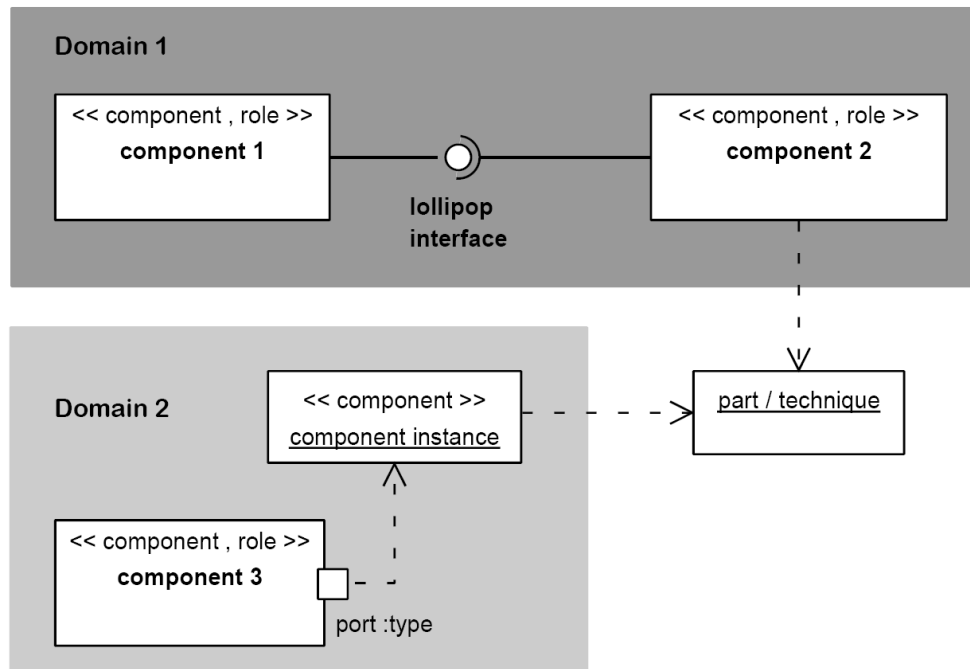 Domain 1
<< component , role >>
component 1
<< component , role >>
component 2
lollipop
interface
Domain 2
<< component >>
component instance
part / technique
<< component , role >>
component 3
port :type